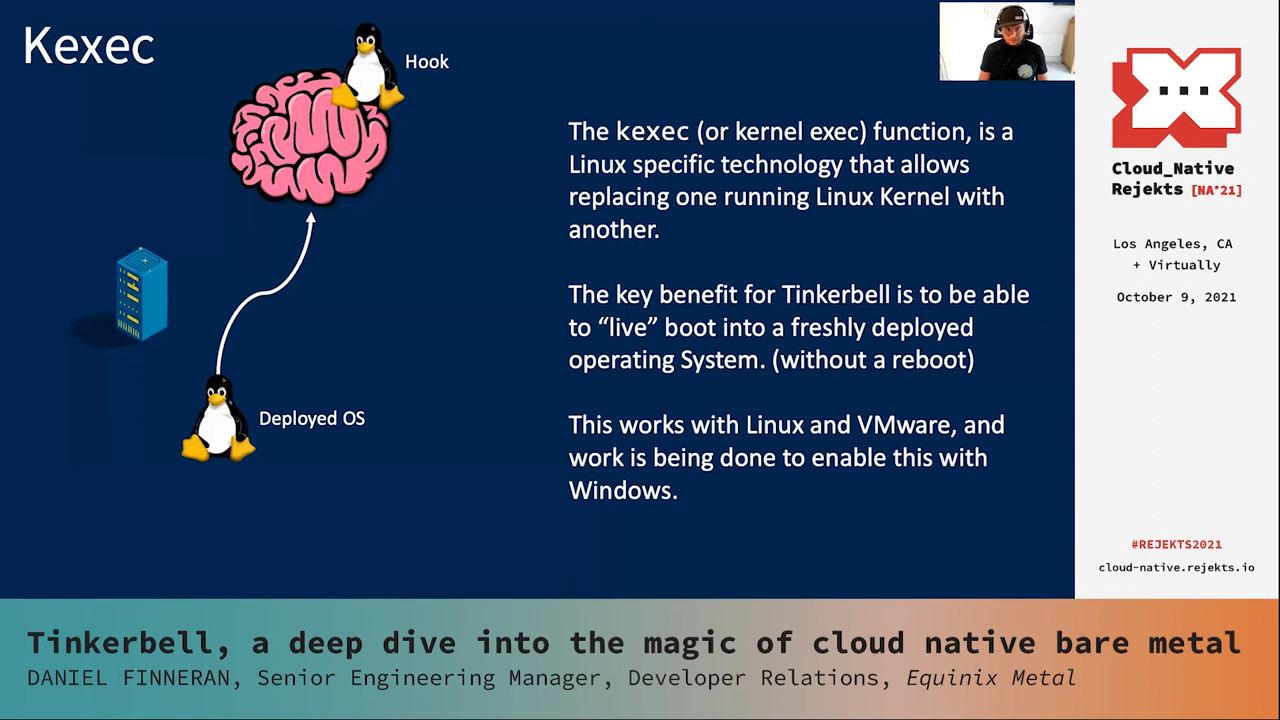 Kexec
Hook
Deployed OS
The kexec (or kernel exec) function, is a
Linux specific technology that allows
replacing one running Linux Kernel with
another.
The key benefit for Tinkerbell is to be able
to “live” boot into a freshly deployed
operating System. (without a reboot)
This works with Linux and VMware, and
work is being done to enable this with
Windows.
Cloud_Native
Rejekts [NA*21]
Los Angeles, CA
+ Virtually
October 9, 2021
#REJEKTS2021
cloud-native.rejekts.io
Tinkerbell, a deep dive into the magic of cloud native bare metal
DANIEL FINNERAN, Senior Engineering Manager, Developer Relations, Equinix Metal